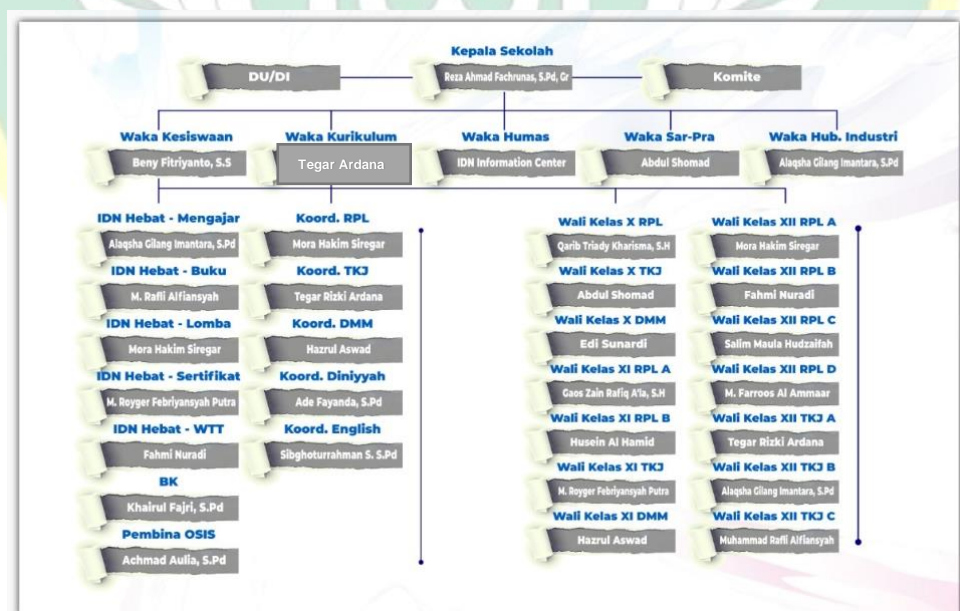 Kepala Sekolah
DU/DI
Reza Ahmad Fachrunas, S.Pd, Gr
Komite
Waka Kesiswaan
Beny Fitriyanto, S.S
Waka Kurikulum
Tegar Ardana
Waka Humas
IDN Information Center
Waka Sar-Pra
Abdul Shomad
Waka Hub. Industri
Alaqsha Gilang Imantara, S.Pd
IDN Hebat - Mengajar
Alaqsha Gilang Imantara, S.Pd
IDN Hebat - Buku
M. Rafli Alfiansyah
IDN Hebat - Lomba
Mora Hakim Siregar
IDN Hebat - Sertifikat
M. Royger Febriyansyah Putra
IDN Hebat - WTT
Fahmi Nuradi
BK
Khairul Fajri, S.Pd
Pembina OSIS
Achmad Aulia, S.Pd
Koord. RPL
Mora Hakim Siregar
Koord. TKJ
Tegar Rizki Ardana
Koord. DMM
Hazrul Aswad
Koord. Diniyyah
Ade Fayanda, S.Pd
Koord. English
Sibghoturrahman S. S.Pd
Wali Kelas X RPL
Qarib Triady Kharisma, S.H
Wali Kelas X TKJ
Abdul Shomad
Wali Kelas X DMM
Edi Sunardi
Wali Kelas XI RPL A
Gaos Zain Rafiq A'la, S.H
Wali Kelas XI RPL B
Husein Al Hamid
Wali Kelas XI TKJ
M. Royger Febriyansyah Putra
Wali Kelas XI DMM
Hazrul Aswad
Wali Kelas XII RPL A
Mora Hakim Siregar
Wali Kelas XII RPL B
Fahmi Nuradi
Wali Kelas XII RPL C
Salim Maula Hudzaifah
Wali Kelas XII RPL D
M. Farroos Al Ammaar
Wali Kelas XII TKJ A
Tegar Rizki Ardana
Wali Kelas XII TKJ B
Alaqsha Gilang Imantara, S.Pd
Wali Kelas XII TKJ C
Muhammad Rafli Alfiansyah